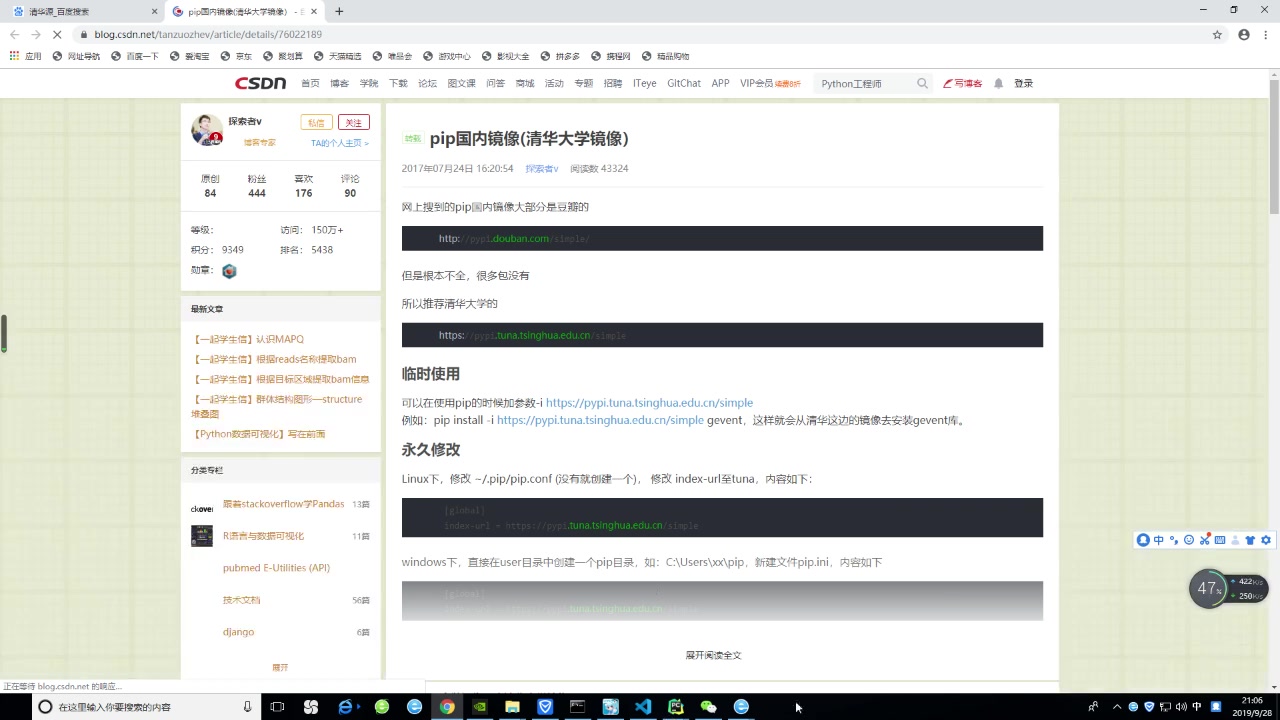 清华源_百度搜索
pip国内镜像(清华大学镜像) -
blog.csdn.net/tanzuozhev/article/details/76022189
应用 网址导航 百度一下 爱淘宝 京东 聚划算 天猫精选 唯品会 游戏中心 影视大全 拼多多 携程网 精品购物
CSDN 首页 博客 学院 下载 论坛 图文课 问答 商城 活动 专题 招聘 ITeye GitChat APP VIP会员 续费8折 Python工程师 写博客 登录
探索者v 私信 关注
博客专家 TA的个人主页 >
原创 粉丝 喜欢 评论
84 444 176 90
等级: 访问: 150万+
积分: 9349 排名: 5438
勋章:
最新文章
【一起学生信】认识MAPQ
【一起学生信】根据reads名称提取bam
【一起学生信】根据目标区域提取bam信息
【一起学生信】群体结构图形—structure
堆叠图
【Python数据可视化】写在前面
分类专栏
跟着stackoverflow学Pandas 13篇
R语言与数据可视化 11篇
pubmed E-Utilities (API)
技术文档 56篇
django 6篇
展开
转载 pip国内镜像(清华大学镜像)
2017年07月24日 16:20:54 探索者v 阅读数 43324
网上搜到的pip国内镜像大部分是豆瓣的
http://pypi.douban.com/simple/
但是根本不全，很多包没有
所以推荐清华大学的
https://pypi.tuna.tsinghua.edu.cn/simple
临时使用
可以在使用pip的时候加参数-i https://pypi.tuna.tsinghua.edu.cn/simple
例如：pip install -i https://pypi.tuna.tsinghua.edu.cn/simple gevent，这样就会从清华这边的镜像去安装gevent库。
永久修改
Linux下，修改 ~/.pip/pip.conf (没有就创建一个)， 修改 index-url至tuna，内容如下：
[global]
index-url = https://pypi.tuna.tsinghua.edu.cn/simple
windows下，直接在user目录中创建一个pip目录，如：C:\Users\xx\pip，新建文件pip.ini，内容如下
[global]
index-url = https://pypi.tuna.tsinghua.edu.cn/simple
展开阅读全文
中
47% 422K/s
250K/s
正在等待 blog.csdn.net 的响应...
在这里输入你要搜索的内容
中 21:06
2019/9/28